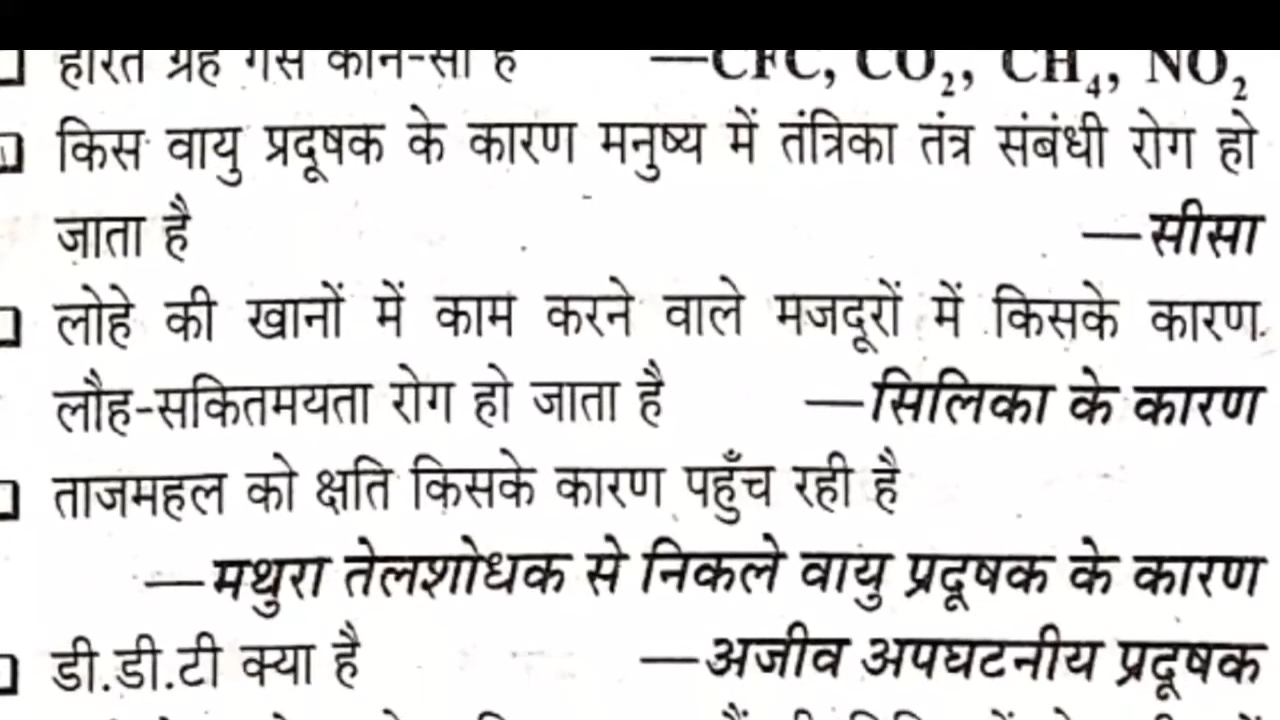 हरित ग्रह गैस कौन-सी है —CFC, CO₂, CH₄, NO₂
किस वायु प्रदूषक के कारण मनुष्य में तंत्रिका तंत्र संबंधी रोग हो
जाता है —सीसा
लोहे की खानों में काम करने वाले मजदूरों में किसके कारण
लौह-सकितमयता रोग हो जाता है —सिलिका के कारण
ताजमहल को क्षति किसके कारण पहुँच रही है
—मथुरा तेलशोधक से निकले वायु प्रदूषक के कारण
डी.डी.टी क्या है —अजीव अपघटनीय प्रदूषक